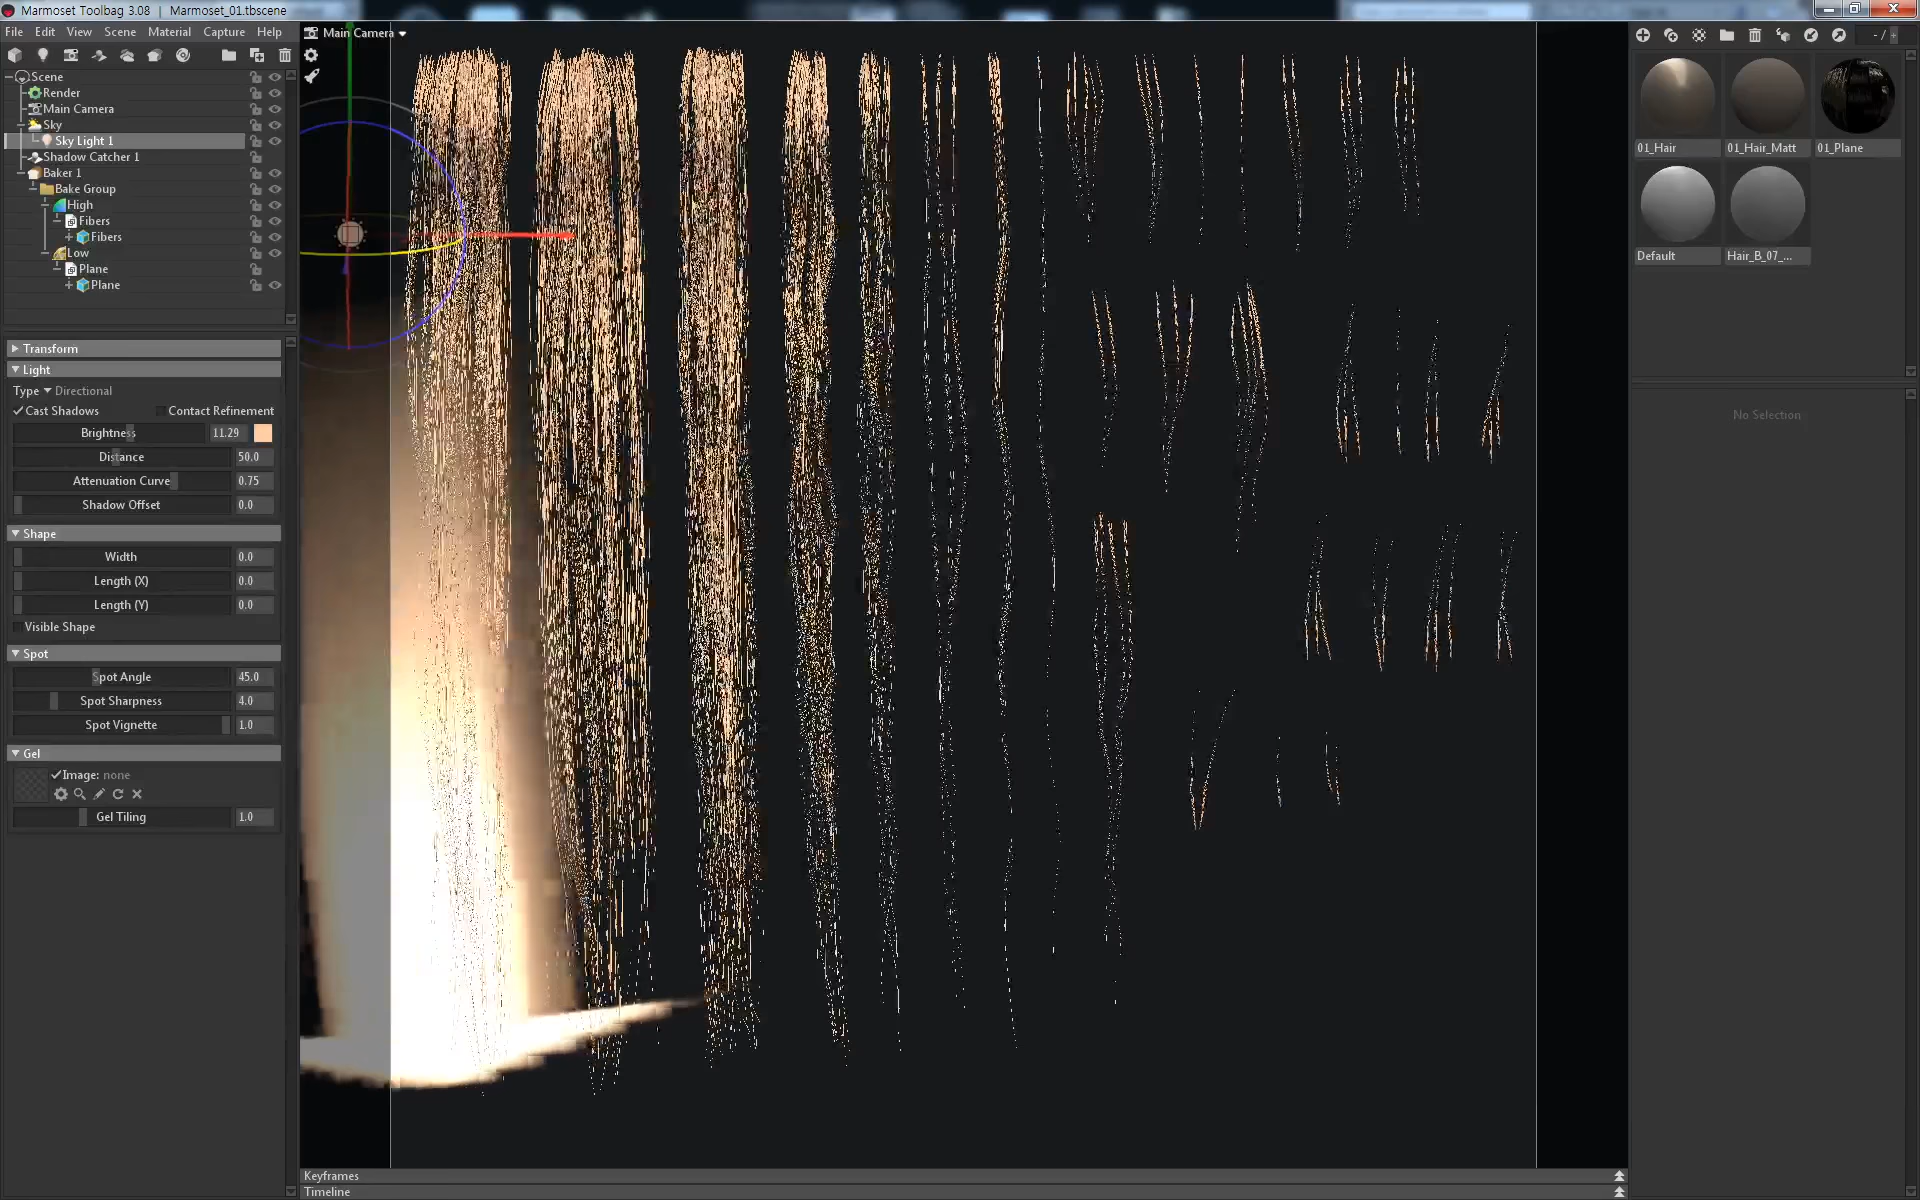 Marmoset Toolbag 3.08 | Marmoset_01.tbscene
File Edit View Scene Material Capture Help
Main Camera
- / +
Scene
Render
Main Camera
Sky
Sky Light 1
Shadow Catcher 1
Baker 1
Bake Group
High
Fibers
Fibers
Low
Plane
Plane
Transform
Light
Type Directional
Cast Shadows Contact Refinement
Brightness 11.29
Distance 50.0
Attenuation Curve 0.75
Shadow Offset 0.0
Shape
Width 0.0
Length (X) 0.0
Length (Y) 0.0
Visible Shape
Spot
Spot Angle 45.0
Spot Sharpness 4.0
Spot Vignette 1.0
Gel
Image: none
Gel Tiling 1.0
01_Hair 01_Hair_Matt 01_Plane
Default Hair_B_07_...
No Selection
Keyframes
Timeline